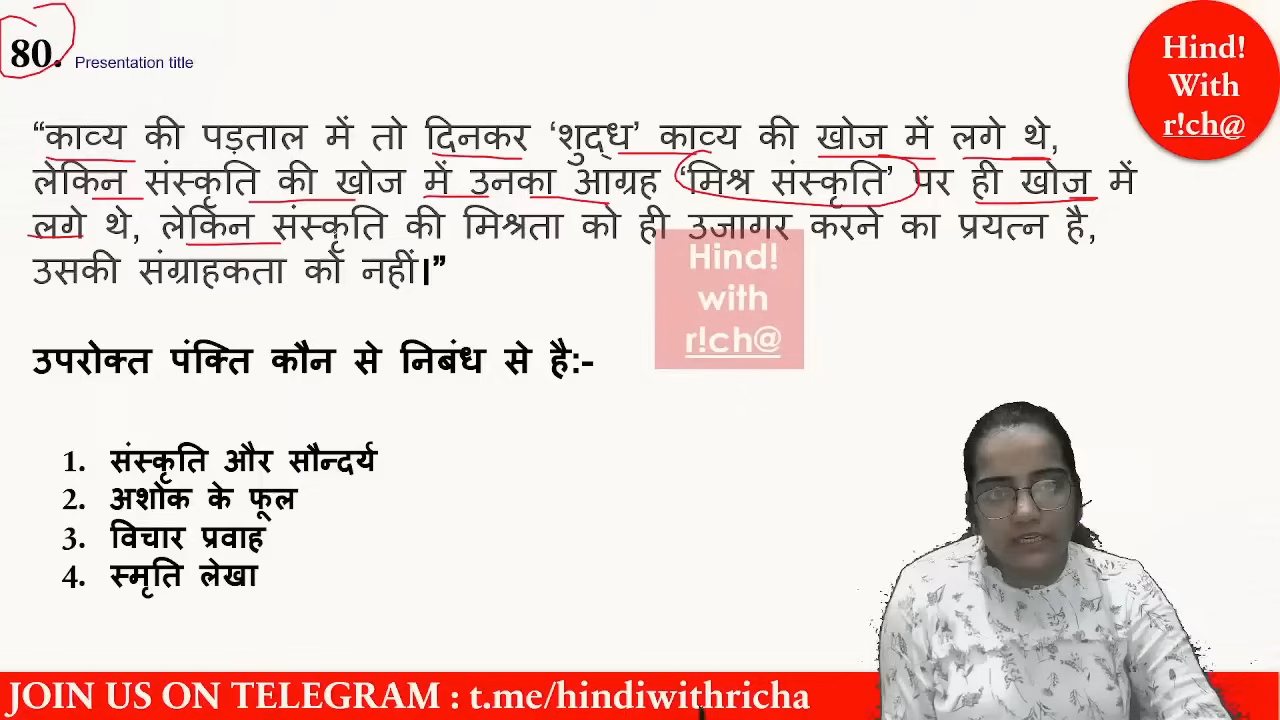 80.
Presentation title
Hind!
With
r!ch@
“काव्य की पड़ताल में तो दिनकर ‘शुद्ध’ काव्य की खोज में लगे थे,
लेकिन संस्कृति की खोज में उनका आग्रह ‘मिश्र संस्कृति’ पर ही खोज में
लगे थे, लेकिन संस्कृति की मिश्रता को ही उजागर करने का प्रयत्न है,
उसकी संग्राहकता को नहीं।”
Hind!
with
r!ch@
उपरोक्त पंक्ति कौन से निबंध से है:-
1. संस्कृति और सौन्दर्य
2. अशोक के फूल
3. विचार प्रवाह
4. स्मृति लेखा
JOIN US ON TELEGRAM : t.me/hindiwithricha